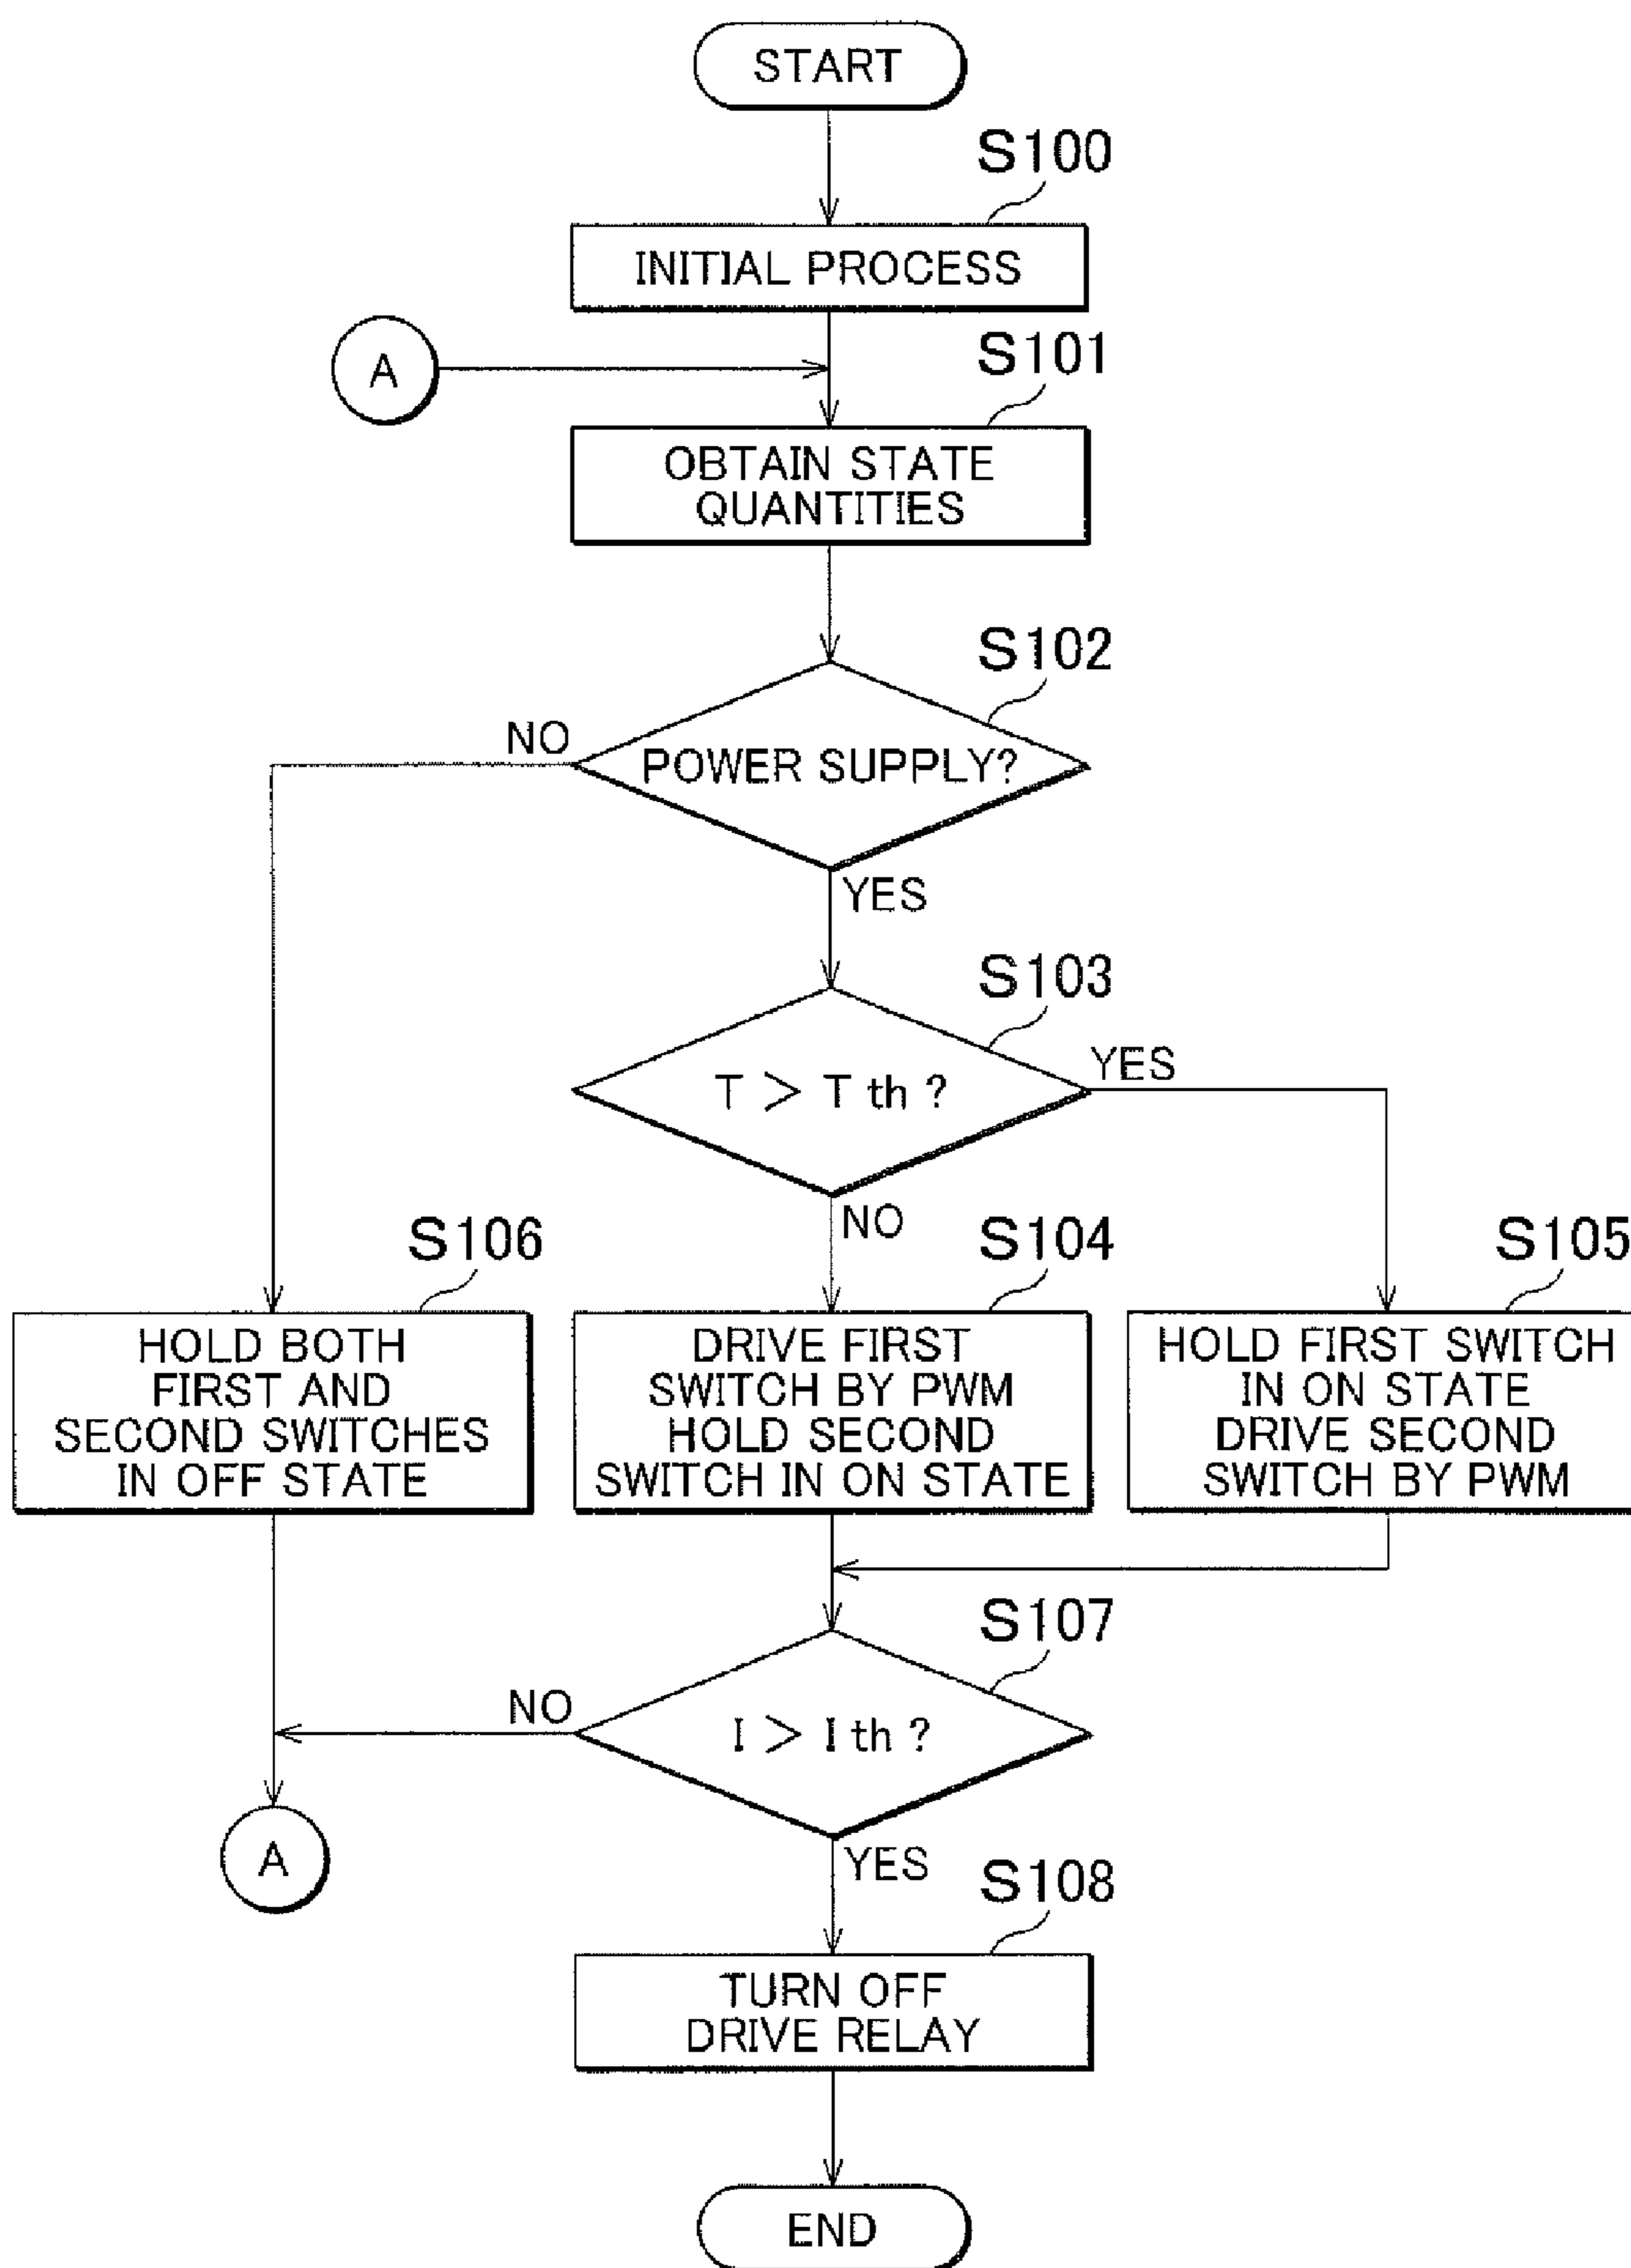 START
S100
INITIAL PROCESS
A
S101
OBTAIN STATE
QUANTITIES
S102
NO
POWER SUPPLY?
YES
S103
YES
T > T th ?
NO
S106
S104
S105
HOLD BOTH
FIRST AND
SECOND SWITCHES
IN OFF STATE
DRIVE FIRST
SWITCH BY PWM
HOLD SECOND
SWITCH IN ON STATE
HOLD FIRST SWITCH
IN ON STATE
DRIVE SECOND
SWITCH BY PWM
S107
NO
I > I th ?
A
YES
S108
TURN OFF
DRIVE RELAY
END